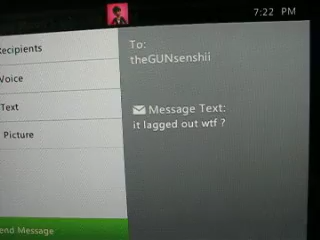 7:22 PM
Recipients
Voice
Text
Picture
end Message
To:
theGUNsenshii
Message Text:
it lagged out wtf ?